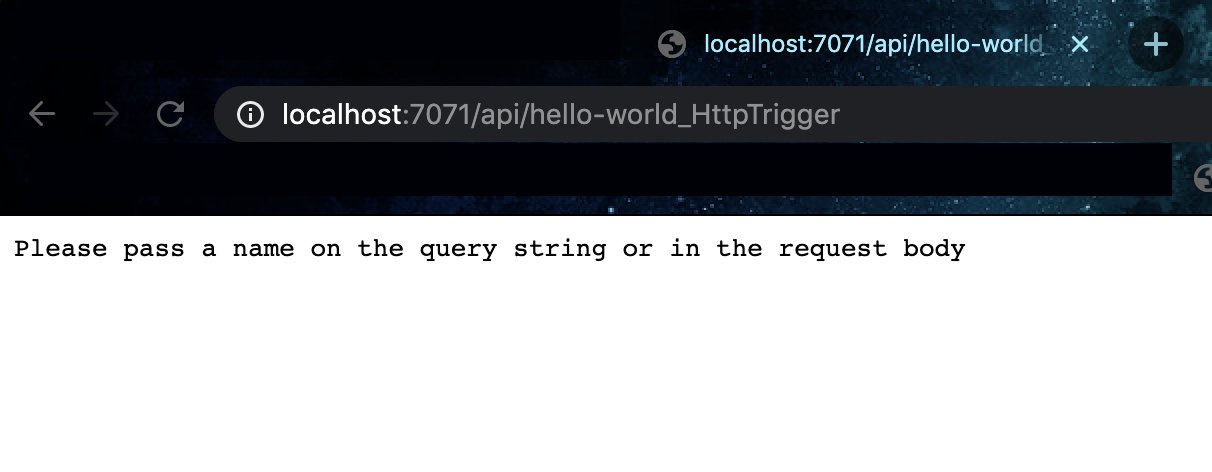 localhost:7071/api/hello-world_
localhost:7071/api/hello-world_HttpTrigger
Please pass a name on the query string or in the request body